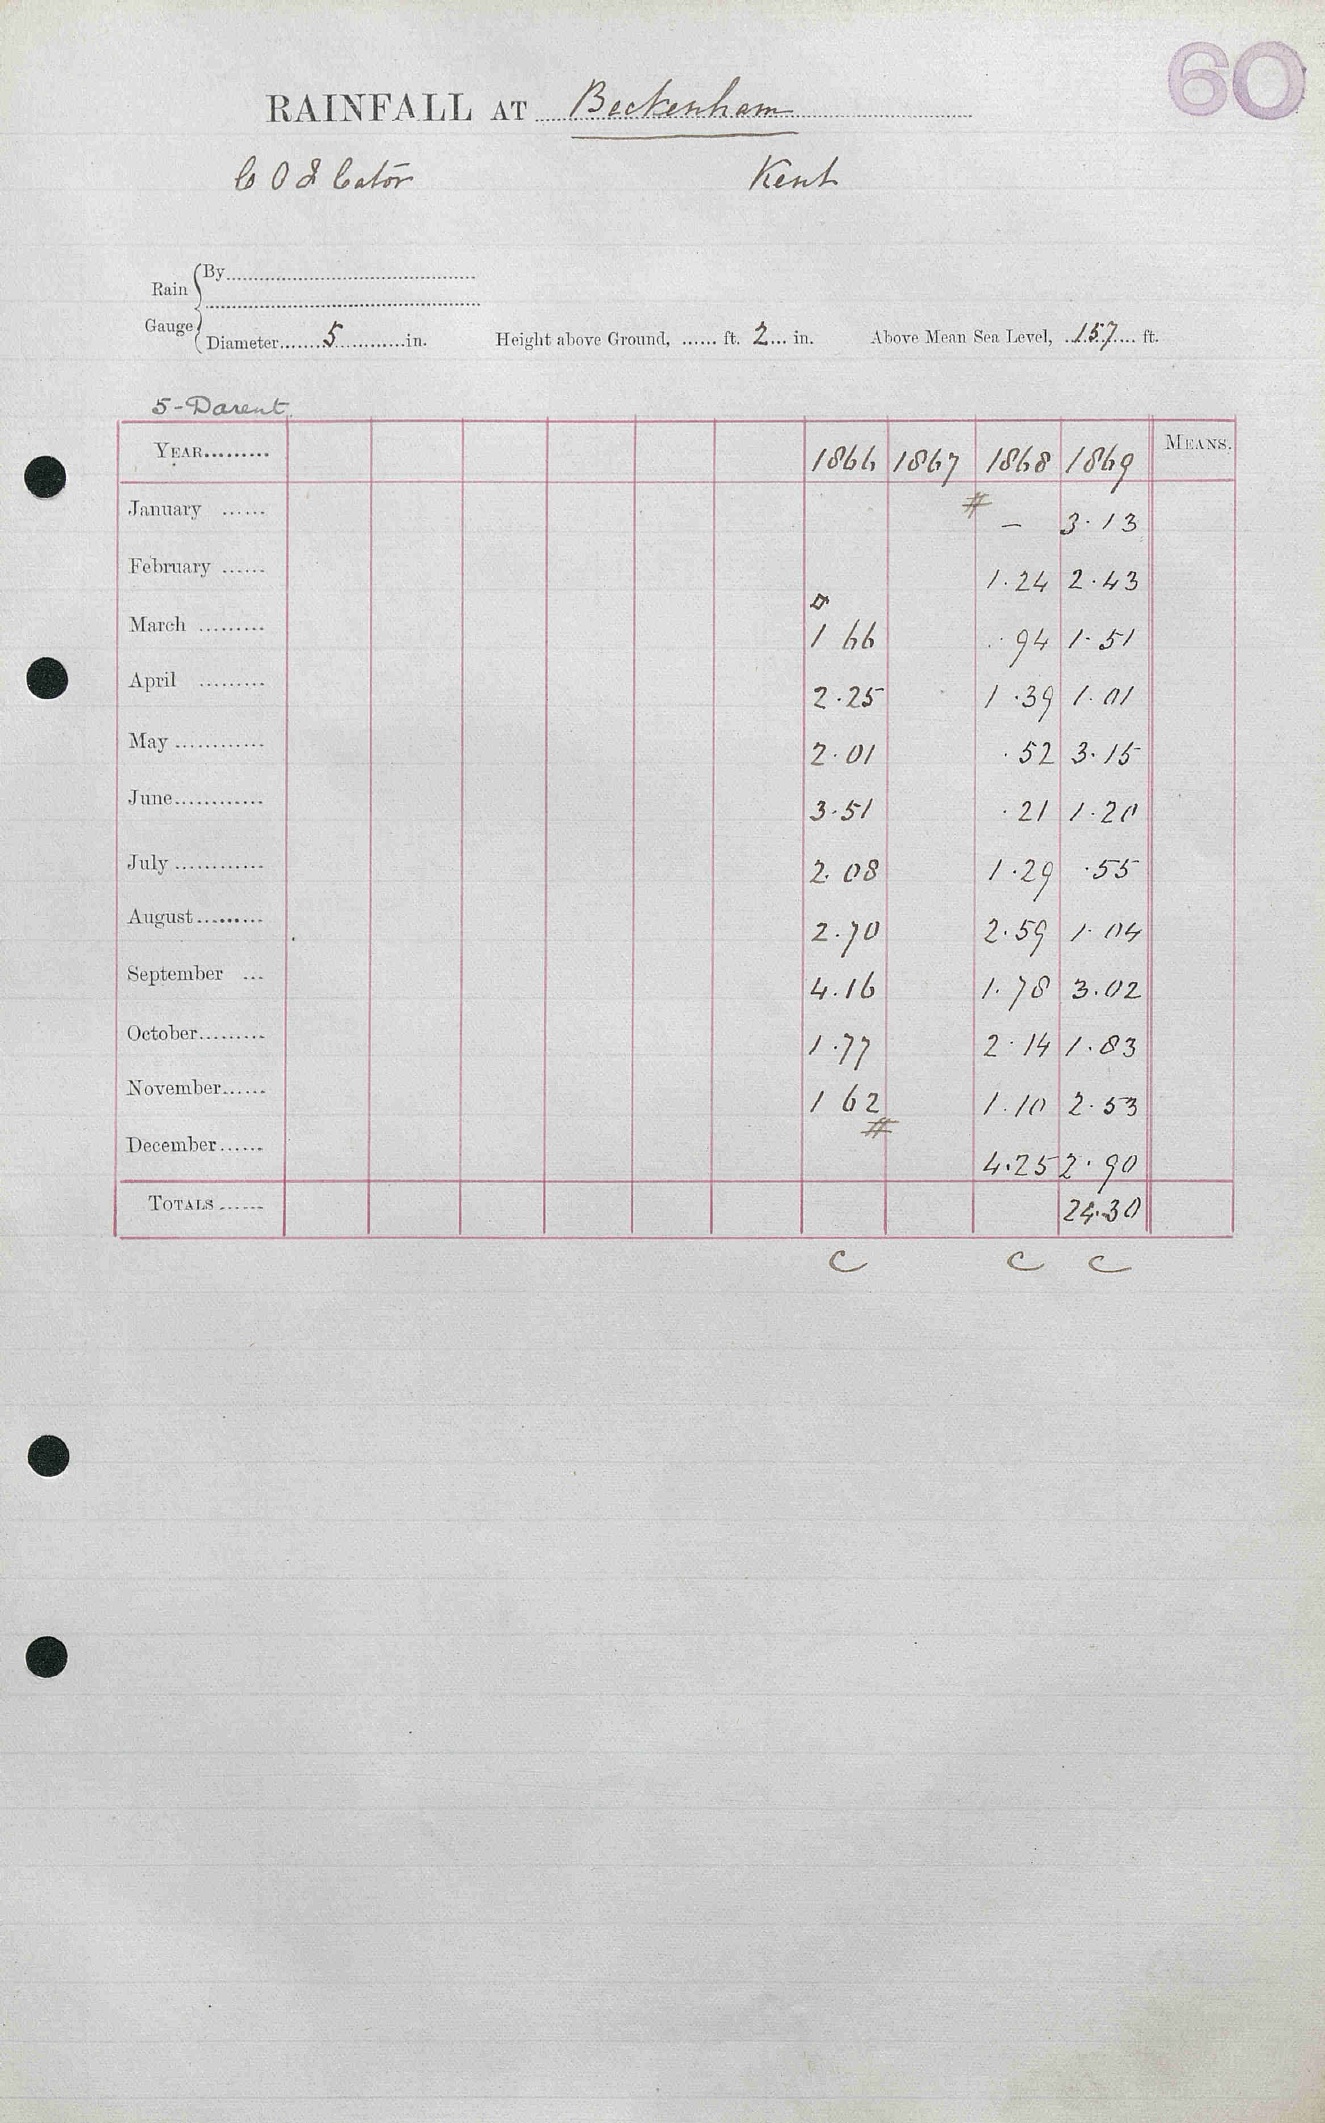 60
RAINFALL AT Beckenham
C O F Cator Kent
Rain Gauge By
Diameter 5 in. Height above Ground, ...... ft. 2 in. Above Mean Sea Level, 157 ft.
5-Darent
YEAR 1866 1867 1868 1869 MEANS.
January # – 3.13
February 1.24 2.43
March 1 66 .94 1.51
April 2.25 1.39 1.01
May 2.01 .52 3.15
June 3.51 .21 1.20
July 2.08 1.29 .55
August 2.70 2.59 1.04
September 4.16 1.78 3.02
October 1.77 2.14 1.83
November 1 62 1.10 2.53
December # 4.25 2.90
TOTALS 24.30
C C C